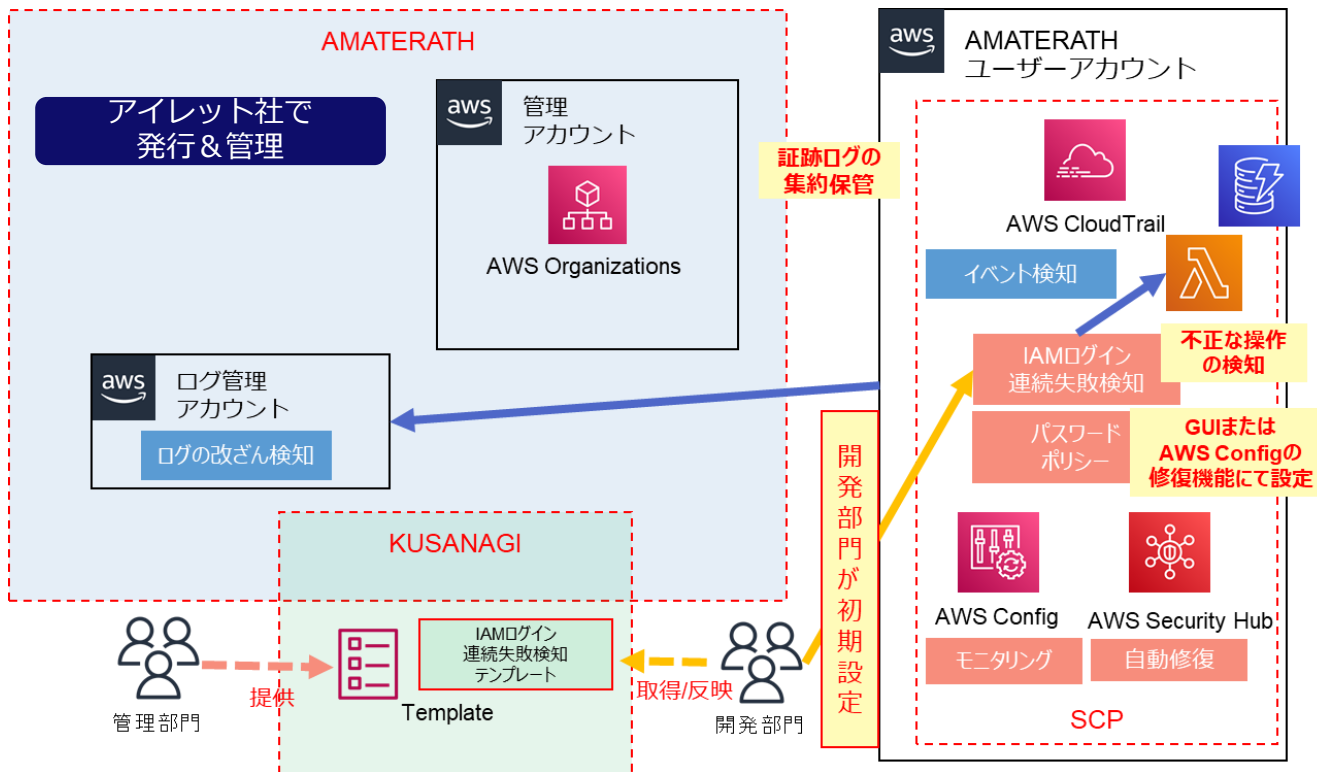 AMATERATH
アイレット社で
発行＆管理
aws
管理
アカウント
AWS Organizations
aws
ログ管理
アカウント
ログの改ざん検知
KUSANAGI
IAMログイン
連続失敗検知
テンプレート
Template
管理部門
提供
取得/反映
開発部門
開発部門が初期設定
証跡ログの
集約保管
aws
AMATERATH
ユーザーアカウント
AWS CloudTrail
イベント検知
IAMログイン
連続失敗検知
不正な操作
の検知
パスワード
ポリシー
GUIまたは
AWS Configの
修復機能にて設定
AWS Config
モニタリング
AWS Security Hub
自動修復
SCP